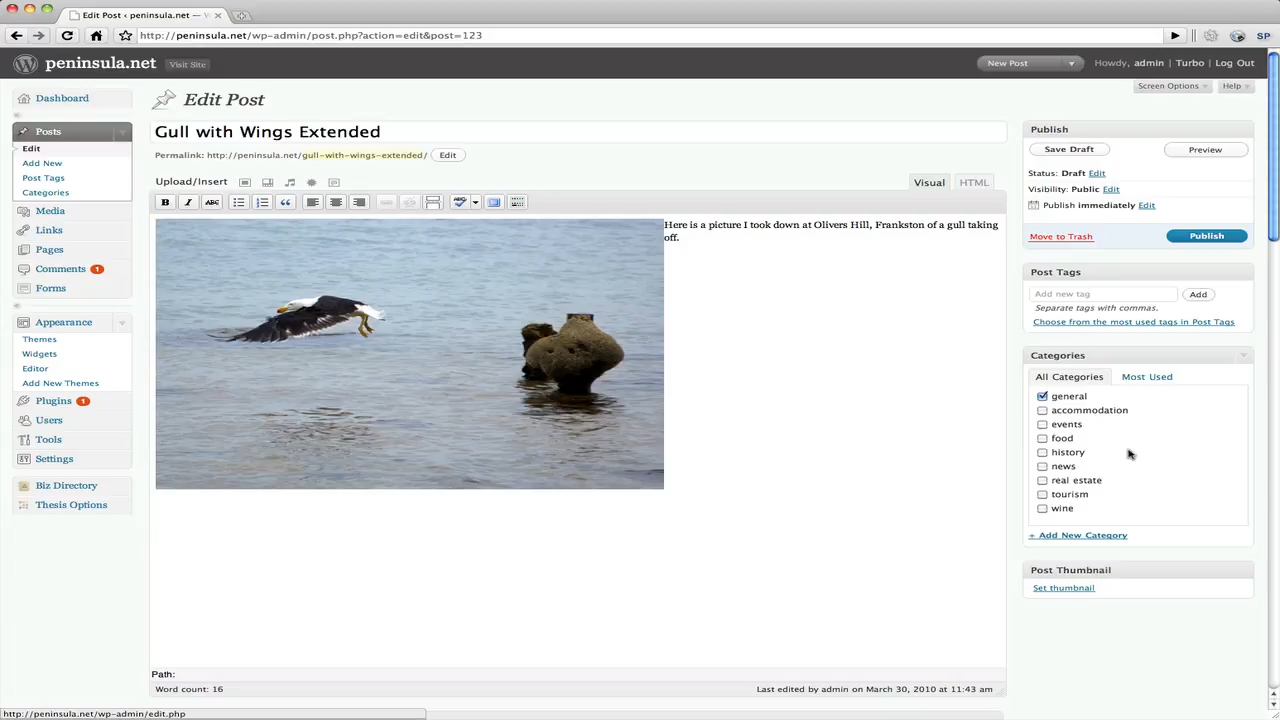 Edit Post ‹ peninsula.net — V
http://peninsula.net/wp-admin/post.php?action=edit&post=123
SP
peninsula.net
Visit Site
New Post
Howdy, admin | Turbo | Log Out
Screen Options
Help
Dashboard
Posts
Edit
Add New
Post Tags
Categories
Media
Links
Pages
Comments 1
Forms
Appearance
Themes
Widgets
Editor
Add New Themes
Plugins 1
Users
Tools
Settings
Biz Directory
Thesis Options
Edit Post
Gull with Wings Extended
Permalink: http://peninsula.net/gull-with-wings-extended/ Edit
Upload/Insert
Visual
HTML
B I ABC
ABC
Here is a picture I took down at Olivers Hill, Frankston of a gull taking
off.
Path:
Word count: 16
Last edited by admin on March 30, 2010 at 11:43 am
Publish
Save Draft
Preview
Status: Draft Edit
Visibility: Public Edit
Publish immediately Edit
Move to Trash
Publish
Post Tags
Add new tag
Add
Separate tags with commas.
Choose from the most used tags in Post Tags
Categories
All Categories
Most Used
general
accommodation
events
food
history
news
real estate
tourism
wine
+ Add New Category
Post Thumbnail
Set thumbnail
http://peninsula.net/wp-admin/edit.php